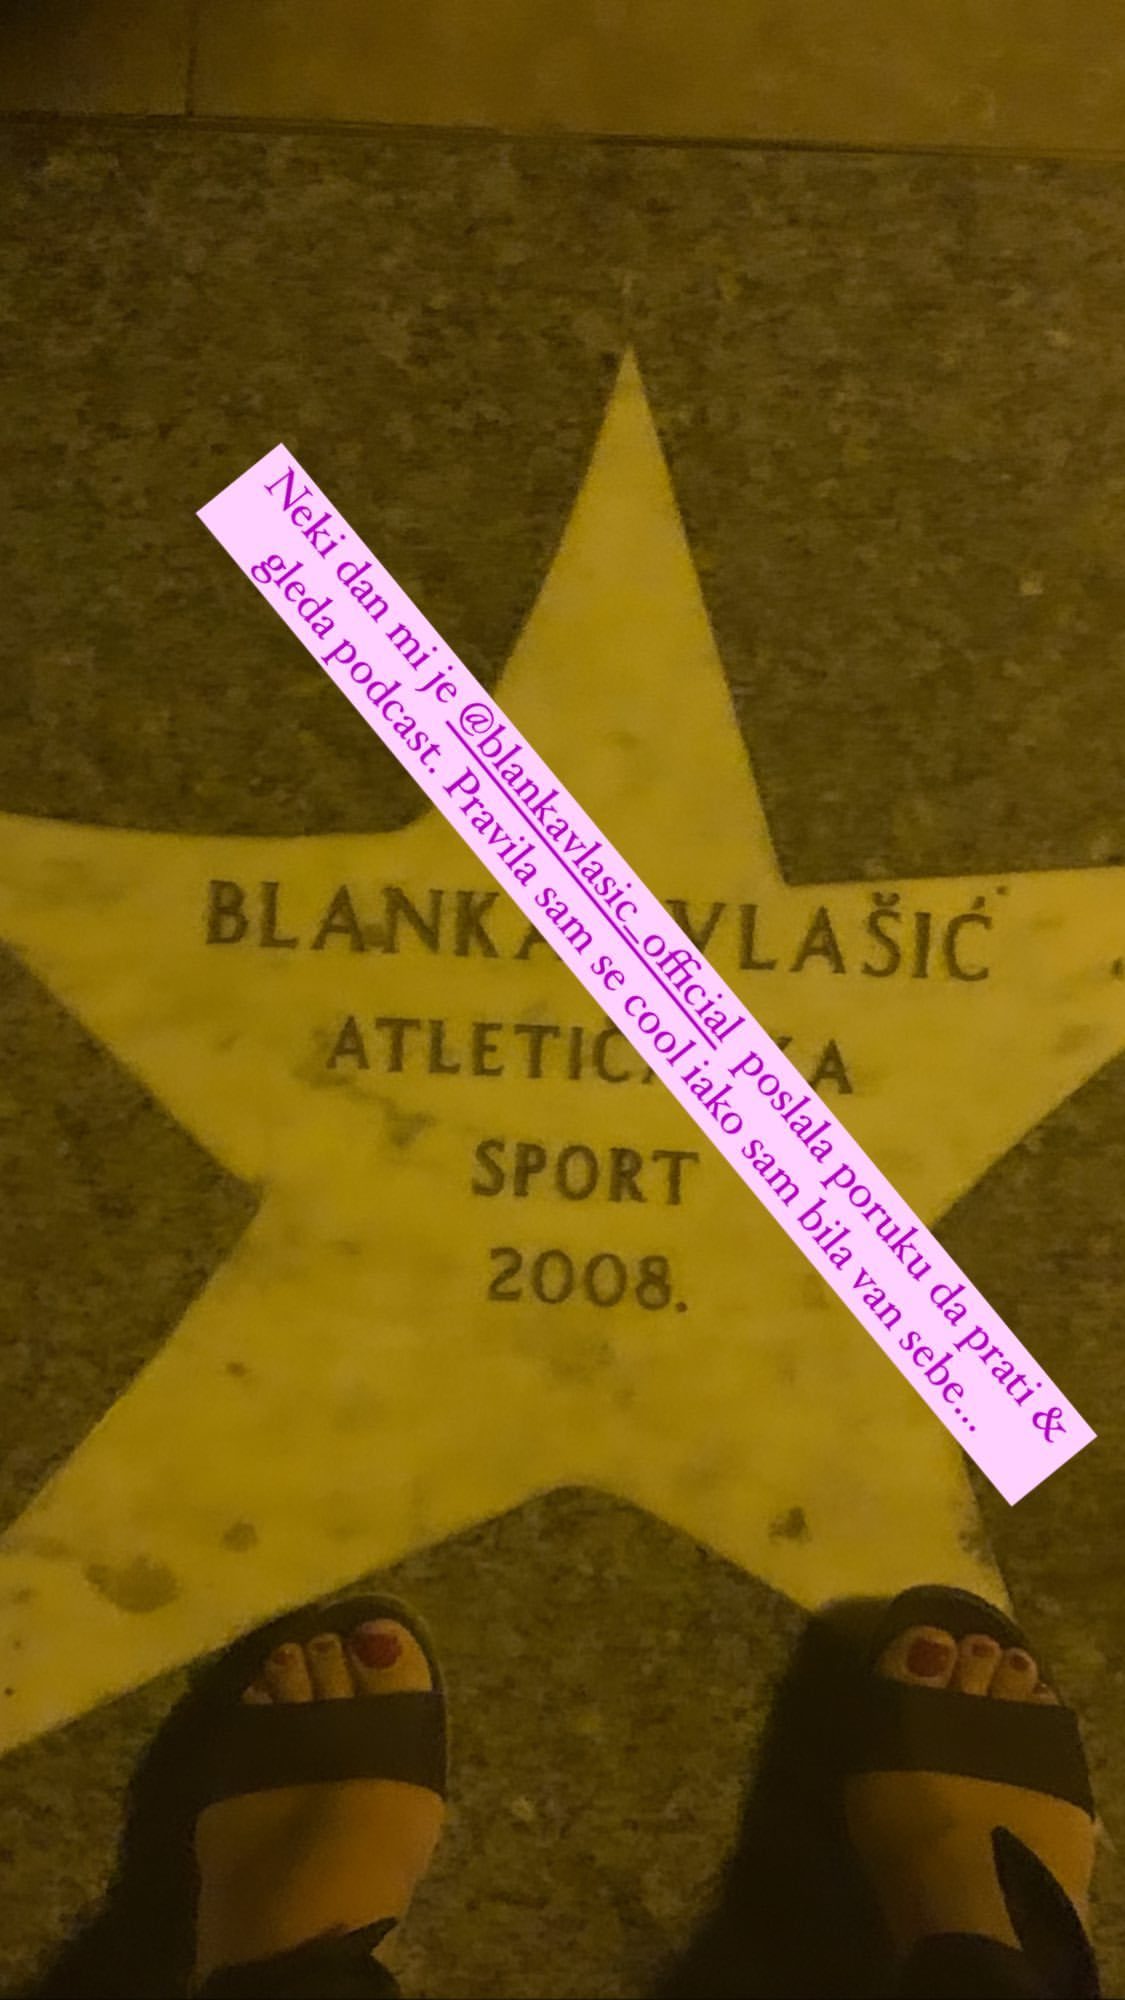 Neki dan mi je @blankavlasic_official poslala poruku da prati &
gleda podcast. Pravila sam se cool iako sam bila van sebe...
BLANKA VLAŠIĆ
ATLETIČARKA
SPORT
2008.